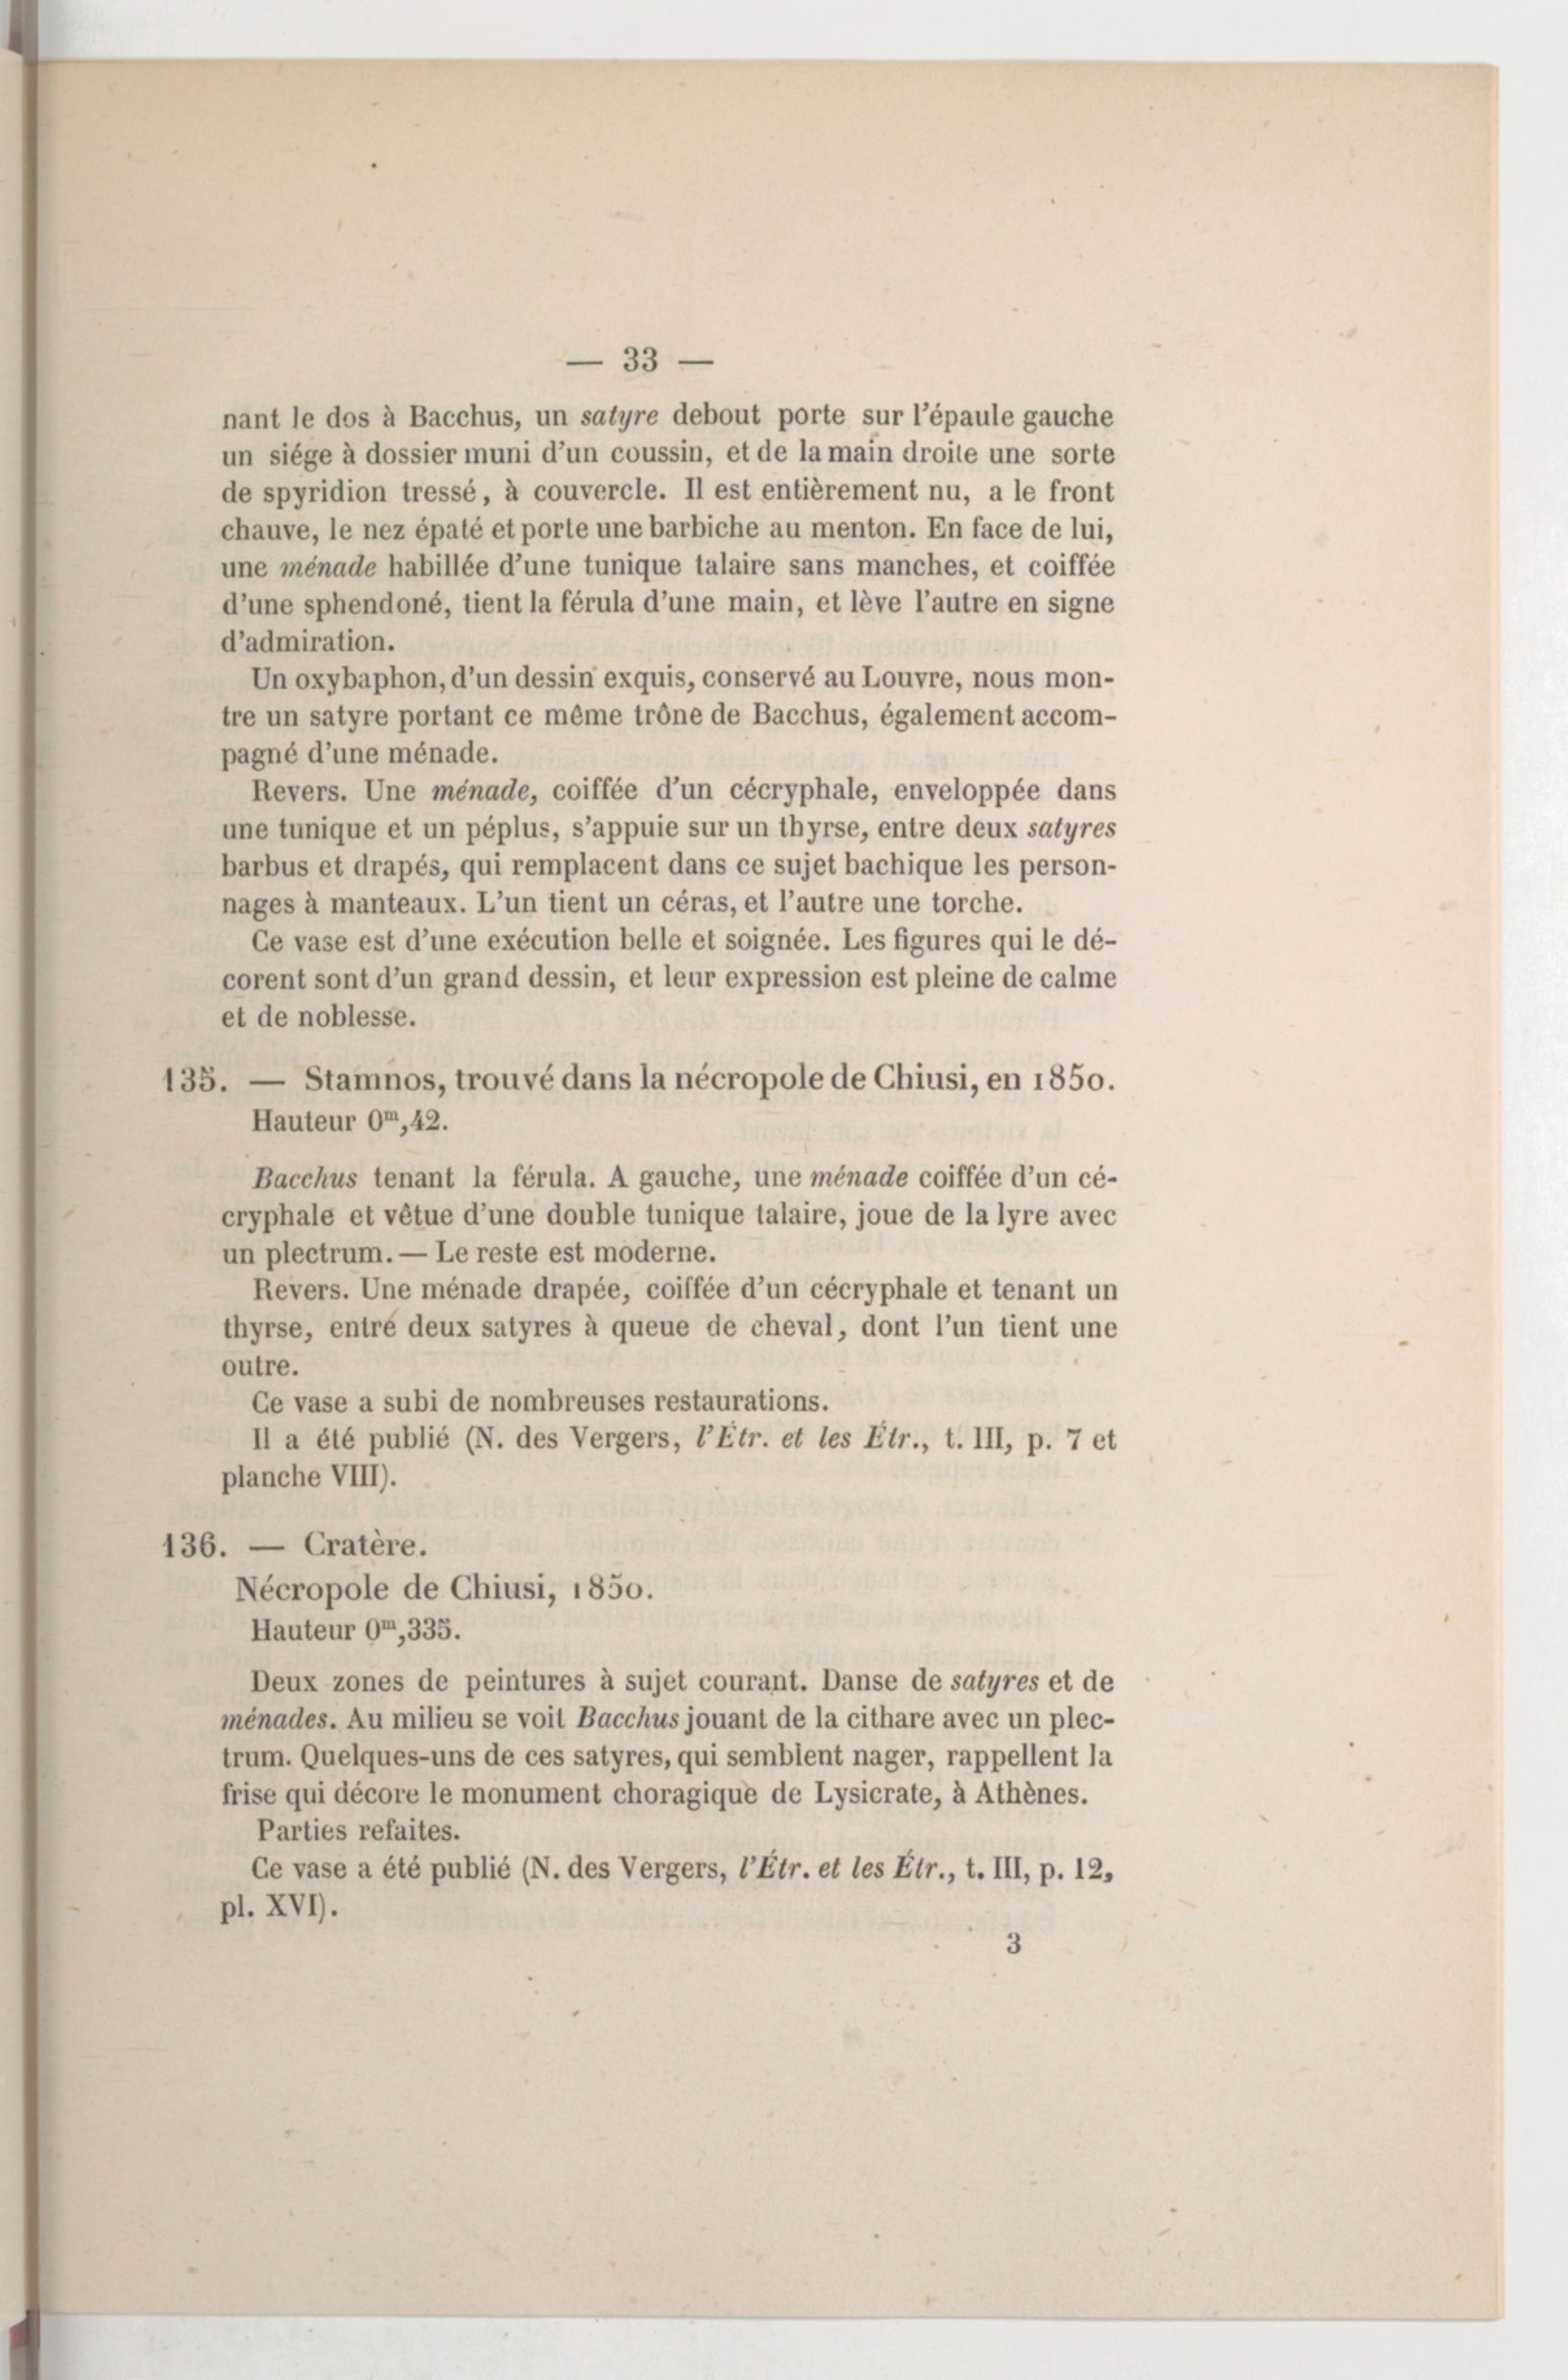 — 33 —
nant le dos à Bacchus, un satyre debout porte sur l'épaule gauche
un siége à dossier muni d'un coussin, et de la main droite une sorte
de spyridion tressé, à couvercle. Il est entièrement nu, a le front
chauve, le nez épaté et porte une barbiche au menton. En face de lui,
une ménade habillée d'une tunique talaire sans manches, et coiffée
d'une sphendoné, tient la férula d'une main, et lève l'autre en signe
d'admiration.
Un oxybaphon, d'un dessin exquis, conservé au Louvre, nous mon-
tre un satyre portant ce même trône de Bacchus, également accom-
pagné d'une ménade.
Revers. Une ménade, coiffée d'un cécryphale, enveloppée dans
une tunique et un péplus, s'appuie sur un thyrse, entre deux satyres
barbus et drapés, qui remplacent dans ce sujet bachique les person-
nages à manteaux. L'un tient un céras, et l'autre une torche.
Ce vase est d'une exécution belle et soignée. Les figures qui le dé-
corent sont d'un grand dessin, et leur expression est pleine de calme
et de noblesse.
135. — Stamnos, trouvé dans la nécropole de Chiusi, en 1850.
Hauteur 0ᵐ,42.
Bacchus tenant la férula. A gauche, une ménade coiffée d'un cé-
cryphale et vêtue d'une double tunique talaire, joue de la lyre avec
un plectrum. — Le reste est moderne.
Revers. Une ménade drapée, coiffée d'un cécryphale et tenant un
thyrse, entre deux satyres à queue de cheval, dont l'un tient une
outre.
Ce vase a subi de nombreuses restaurations.
Il a été publié (N. des Vergers, l'Étr. et les Étr., t. III, p. 7 et
planche VIII).
136. — Cratère.
Nécropole de Chiusi, 1850.
Hauteur 0ᵐ,335.
Deux zones de peintures à sujet courant. Danse de satyres et de
ménades. Au milieu se voit Bacchus jouant de la cithare avec un plec-
trum. Quelques-uns de ces satyres, qui semblent nager, rappellent la
frise qui décore le monument choragique de Lysicrate, à Athènes.
Parties refaites.
Ce vase a été publié (N. des Vergers, l'Étr. et les Étr., t. III, p. 12,
pl. XVI).
3